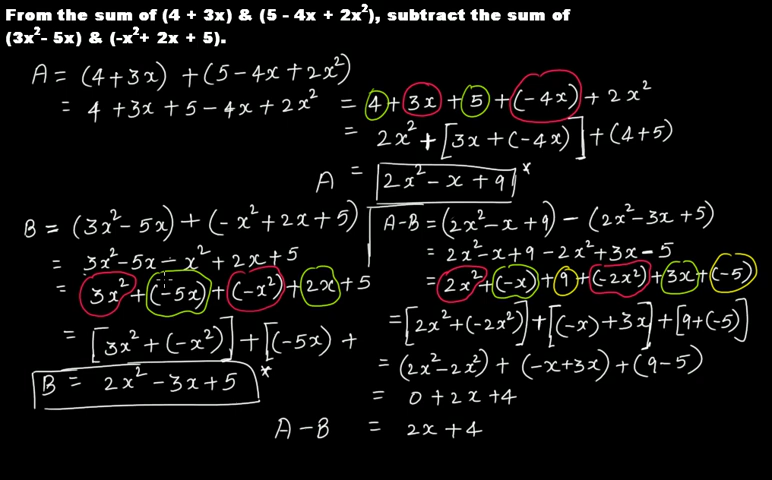 From the sum of (4 + 3x) & (5 - 4x + 2x²), subtract the sum of
(3x²- 5x) & (-x²+ 2x + 5).
A = (4+3x) + (5-4x+2x²)
= 4 +3x +5 -4x +2x² = 4 + 3x + 5 + (-4x) + 2x²
= 2x² + [3x + (-4x)] + (4+5)
A = 2x² - x + 9 *
B = (3x²-5x) + (-x²+2x+5)
= 3x²-5x - x²+2x+5
= 3x² + (-5x) + (-x²) + 2x + 5
= [3x² + (-x²)] + [(-5x) +
B = 2x² -3x+5 *
A-B = (2x²-x+9) - (2x²-3x+5)
= 2x²-x+9 -2x²+3x-5
= 2x² + (-x) + 9 + (-2x²) + 3x + (-5)
= [2x²+(-2x²)] + [(-x)+3x] + [9+(-5)]
= (2x²-2x²) + (-x+3x) + (9-5)
= 0 +2x +4
A-B = 2x +4